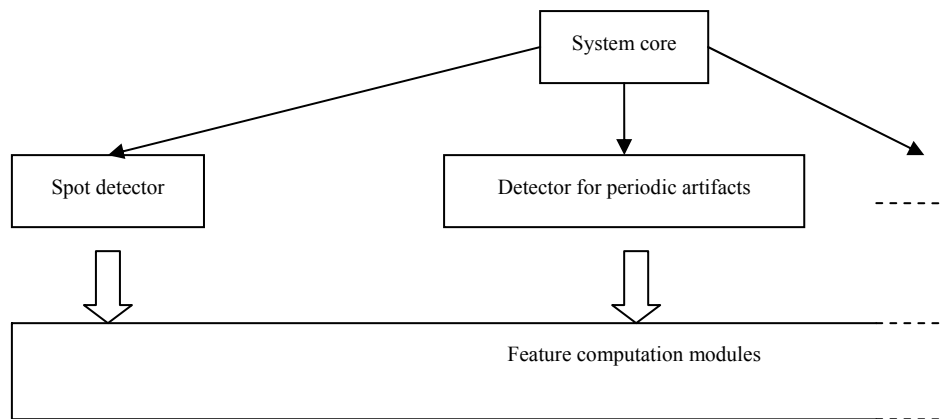 System core
Spot detector
Detector for periodic artifacts
Feature computation modules